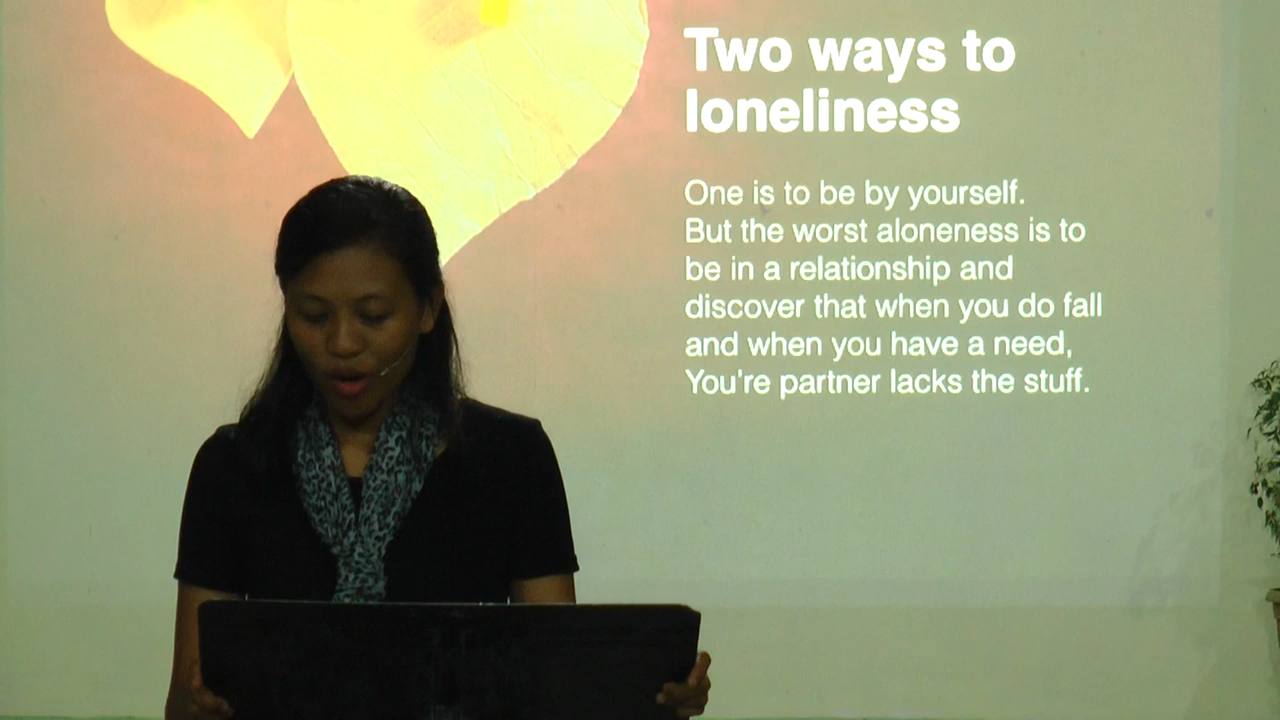 Two ways to
loneliness
One is to be by yourself.
But the worst aloneness is to
be in a relationship and
discover that when you do fall
and when you have a need,
You're partner lacks the stuff.